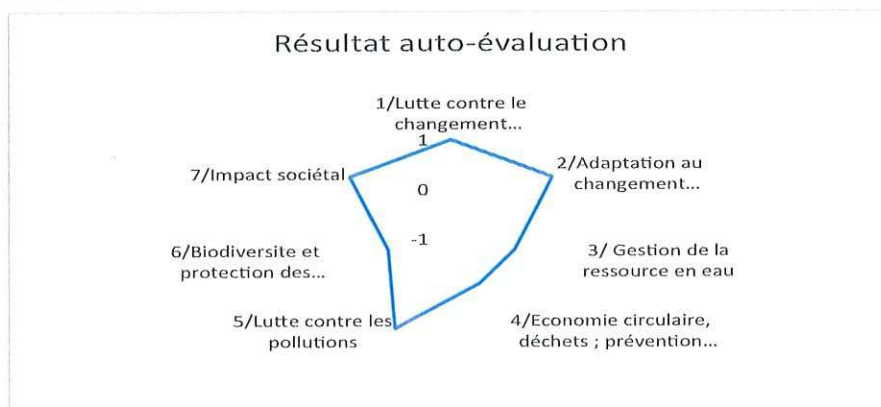 Résultat auto-évaluation
1/Lutte contre le
changement...
1
2/Adaptation au
changement...
7/Impact sociétal
0
-1
3/ Gestion de la
ressource en eau
6/Biodiversite et
protection des...
5/Lutte contre les
pollutions
4/Economie circulaire,
déchets ; prévention...